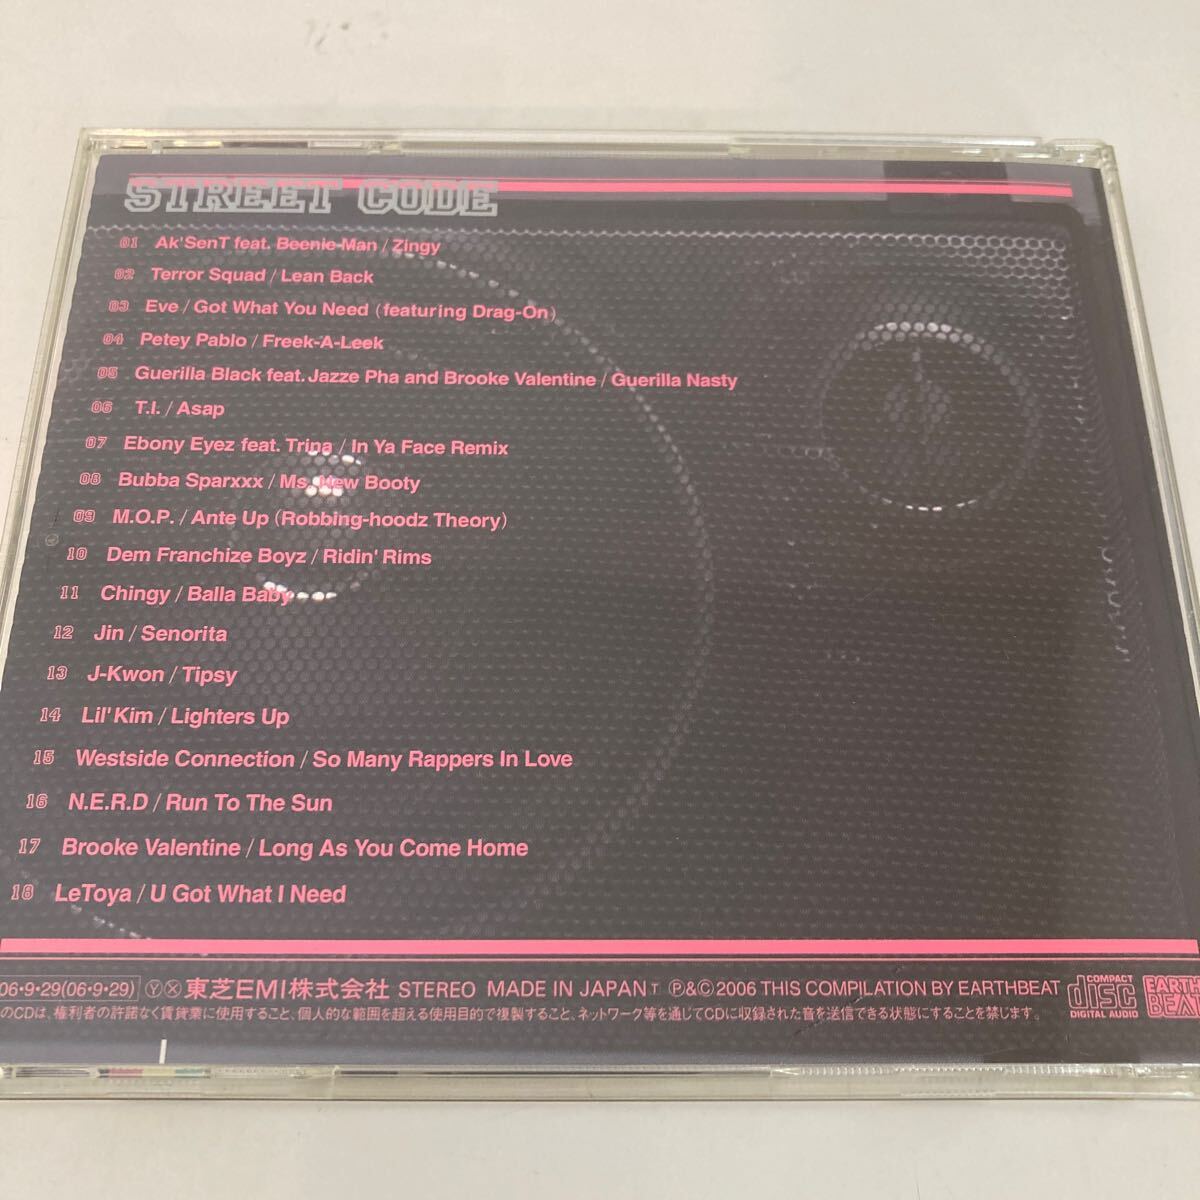 STREET CODE
01 Ak'SenT feat. Beenie-Man / Zingy
02 Terror Squad / Lean Back
03 Eve / Got What You Need (featuring Drag-On)
04 Petey Pablo / Freek-A-Leek
05 Guerilla Black feat. Jazze Pha and Brooke Valentine / Guerilla Nasty
06 T.I. / Asap
07 Ebony Eyez feat. Trina / In Ya Face Remix
08 Bubba Sparxxx / Ms. New Booty
09 M.O.P. / Ante Up (Robbing-hoodz Theory)
10 Dem Franchize Boyz / Ridin' Rims
11 Chingy / Balla Baby
12 Jin / Senorita
13 J-Kwon / Tipsy
14 Lil' Kim / Lighters Up
15 Westside Connection / So Many Rappers In Love
16 N.E.R.D / Run To The Sun
17 Brooke Valentine / Long As You Come Home
18 LeToya / U Got What I Need
06・9・29(06・9・29) Ⓨ Ⓧ 東芝EMI株式会社 STEREO MADE IN JAPAN T ℗&© 2006 THIS COMPILATION BY EARTHBEAT COMPACT disc DIGITAL AUDIO EARTH BEAT
のCDは、権利者の許諾なく賃貸業に使用すること、個人的な範囲を超える使用目的で複製すること、ネットワーク等を通じてCDに収録された音を送信できる状態にすることを禁じます。